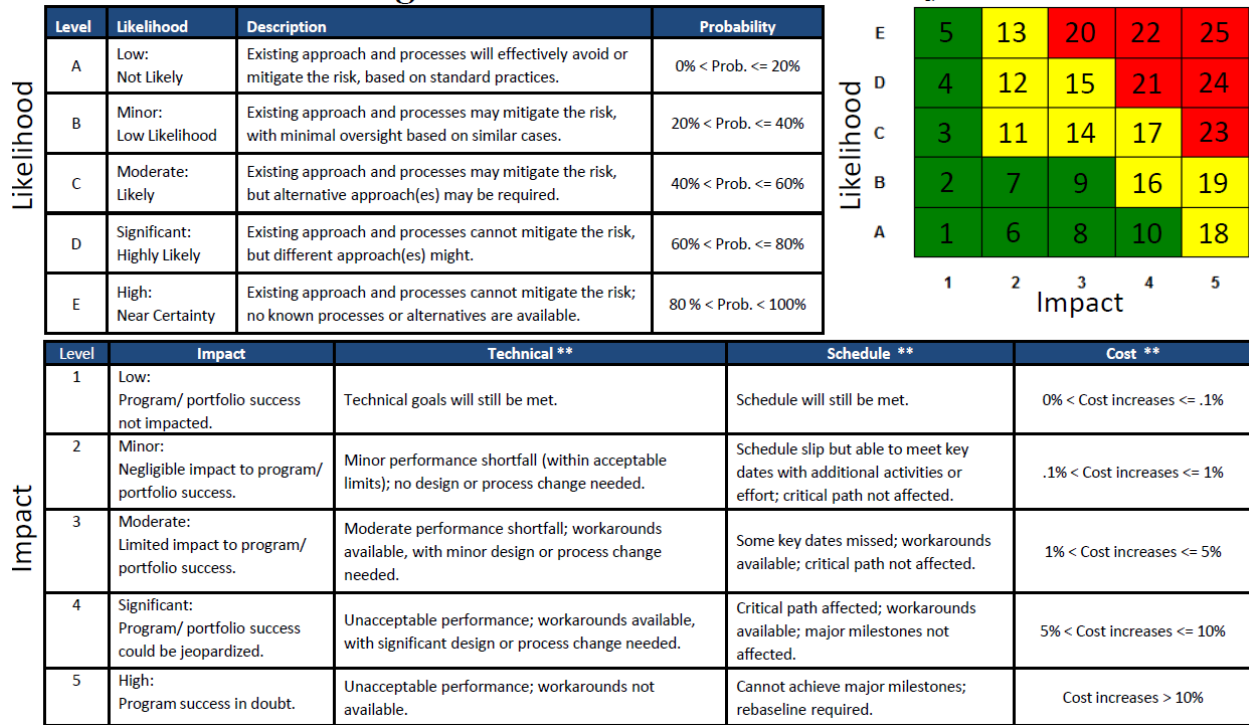 Level Likelihood Description Probability
A Low: Existing approach and processes will effectively avoid or 0% < Prob. <= 20%
Not Likely mitigate the risk, based on standard practices.
B Minor: Existing approach and processes may mitigate the risk, 20% < Prob. <= 40%
Low Likelihood with minimal oversight based on similar cases.
C Moderate: Existing approach and processes may mitigate the risk, 40% < Prob. <= 60%
Likely but alternative approach(es) may be required.
D Significant: Existing approach and processes cannot mitigate the risk, 60% < Prob. <= 80%
Highly Likely but different approach(es) might.
E High: Existing approach and processes cannot mitigate the risk; 80 % < Prob. < 100%
Near Certainty no known processes or alternatives are available.
Likelihood
Likelihood
E 5 13 20 22 25
D 4 12 15 21 24
C 3 11 14 17 23
B 2 7 9 16 19
A 1 6 8 10 18
1 2 3 4 5
Impact
Level Impact Technical ** Schedule ** Cost **
1 Low:
Program/ portfolio success
not impacted.
Technical goals will still be met.
Schedule will still be met.
0% < Cost increases <= .1%
2 Minor:
Negligible impact to program/
portfolio success.
Minor performance shortfall (within acceptable
limits); no design or process change needed.
Schedule slip but able to meet key
dates with additional activities or
effort; critical path not affected.
.1% < Cost increases <= 1%
3 Moderate:
Limited impact to program/
portfolio success.
Moderate performance shortfall; workarounds
available, with minor design or process change
needed.
Some key dates missed; workarounds
available; critical path not affected.
1% < Cost increases <= 5%
4 Significant:
Program/ portfolio success
could be jeopardized.
Unacceptable performance; workarounds available,
with significant design or process change needed.
Critical path affected; workarounds
available; major milestones not
affected.
5% < Cost increases <= 10%
5 High:
Program success in doubt.
Unacceptable performance; workarounds not
available.
Cannot achieve major milestones;
rebaseline required.
Cost increases > 10%
Impact